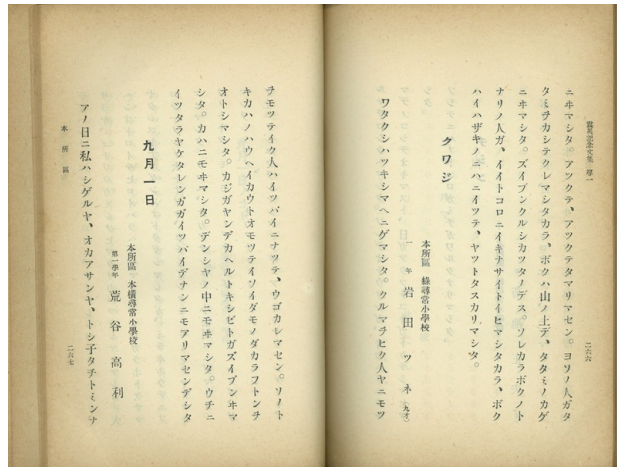 震災記念文集 尋一
二六六
ニヰマシタ。アツクテ、アツクテタマリマセン。ヨソノ人ガタ
タミヲカシテクレマシタカラ、ボクハ山ノ上デ、タタミノカゲ
ニヰマシタ。ズイブンクルシカツタノデス。ソレカラボクノト
ナリノ人ガ、イイトコロニイキナサイトイヒマシタカラ、ボク
ハイハザキノニハニイツテ、ヤツトタスカリマシタ。
クワジ
本所區 綠尋常小學校
一年 岩田ツネ
ワタクシハツキシマヘニゲマシタ。クルマヲヒク人ヤニモツ
ヲモツテイク人ハイツパイニナツテ、ウゴカレマセン。ソノト
キカハノハウヘイカウトオモツテイソイダモノダカラフトンヲ
オトシマシタ。カジガヤンデカヘルトキシビトガズイブンヰマ
シタ。カハニモヰマシタ。デンシヤノ中ニモヰマシタ。ウチニ
イツタラヤケタレンガガイツパイデナンニモアリマセンデシタ
九月一日
本所區 本横尋常小學校
第一學年 荒谷高利
アノ日ニ私ハシゲルヤ、オカアサンヤ、トシ子タチトミンナ
本所區
二六七